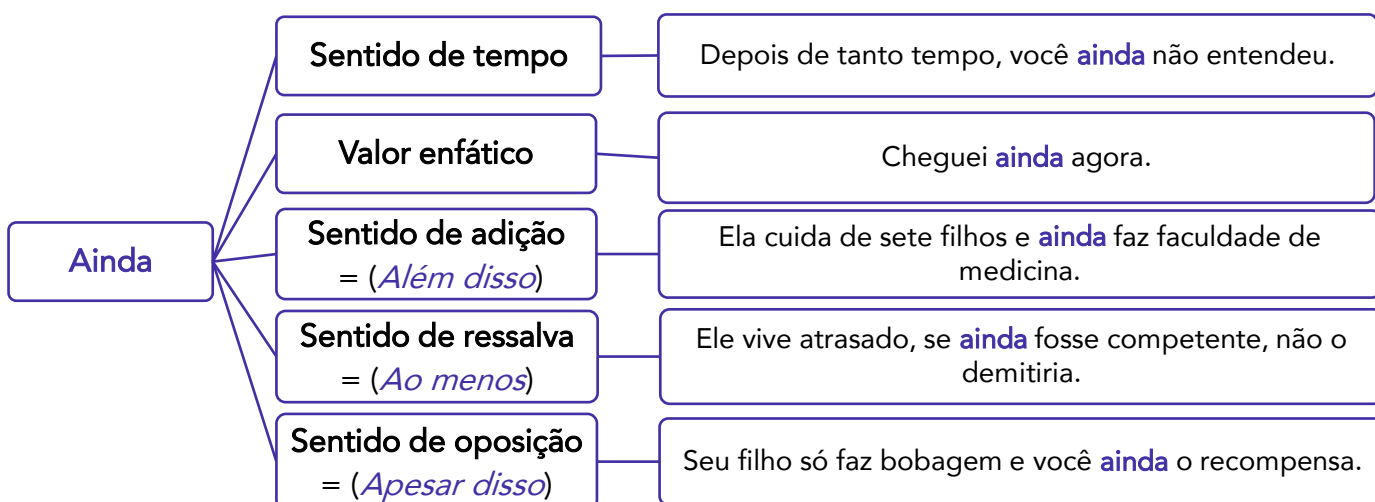 Ainda
Sentido de tempo
Depois de tanto tempo, você ainda não entendeu.
Valor enfático
Cheguei ainda agora.
Sentido de adição
= (Além disso)
Ela cuida de sete filhos e ainda faz faculdade de
medicina.
Sentido de ressalva
= (Ao menos)
Ele vive atrasado, se ainda fosse competente, não o
demitiria.
Sentido de oposição
= (Apesar disso)
Seu filho só faz bobagem e você ainda o recompensa.